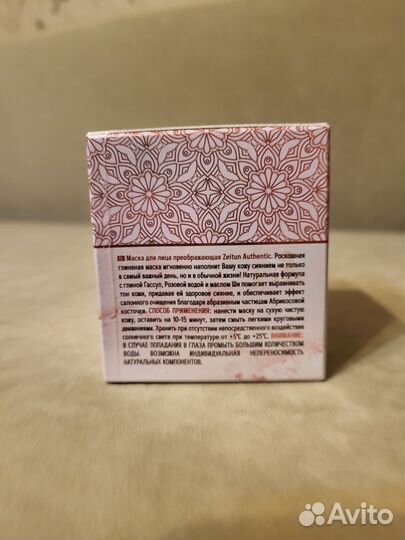 RU Маска для лица преображающая Zeitun Authentic. Роскошная
глиняная маска мгновенно наполнит Вашу кожу сиянием не только
в самый важный день, но и в обычной жизни! Натуральная формула
с глиной Гассул, Розовой водой и маслом Ши помогает выравнивать
тон кожи, придавая ей здоровое сияние, и обеспечивает эффект
салонного очищения благодаря абразивным частицам Абрикосовой
косточки. СПОСОБ ПРИМЕНЕНИЯ: нанести маску на сухую чистую
кожу, оставить на 10-15 минут, затем смыть легкими круговыми
движениями. Хранить при отсутствии непосредственного воздействия
солнечного света при температуре от +5°С до +25°С. ВНИМАНИЕ:
В СЛУЧАЕ ПОПАДАНИЯ В ГЛАЗА ПРОМЫТЬ БОЛЬШИМ КОЛИЧЕСТВОМ
ВОДЫ. ВОЗМОЖНА ИНДИВИДУАЛЬНАЯ НЕПЕРЕНОСИМОСТЬ
НАТУРАЛЬНЫХ КОМПОНЕНТОВ.
Avito